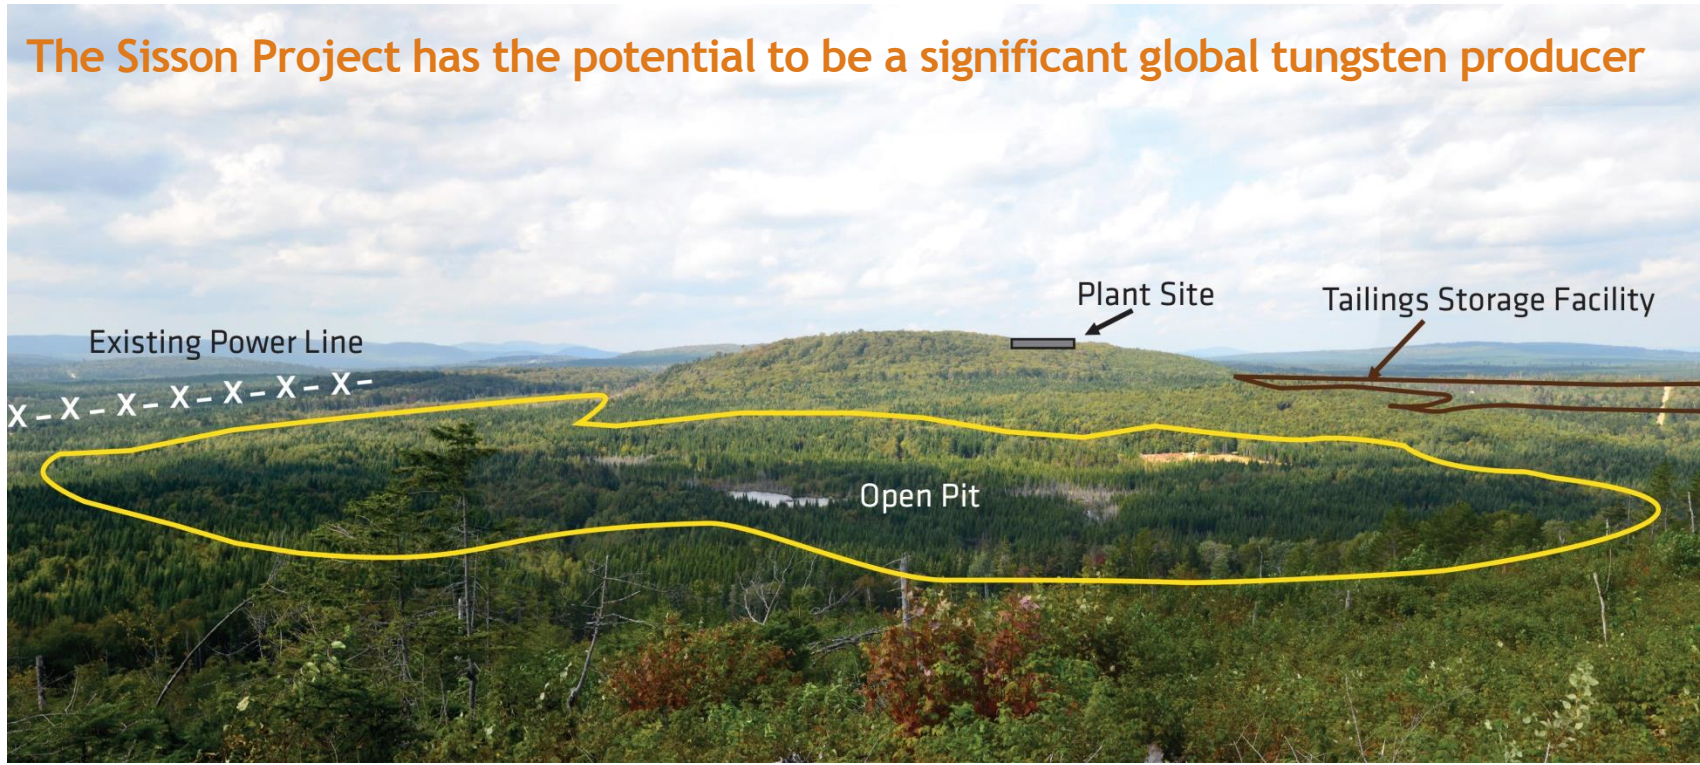 The Sisson Project has the potential to be a significant global tungsten producer
Plant Site
Tailings Storage Facility
Existing Power Line
X – X – X – X – X – X – X –
Open Pit